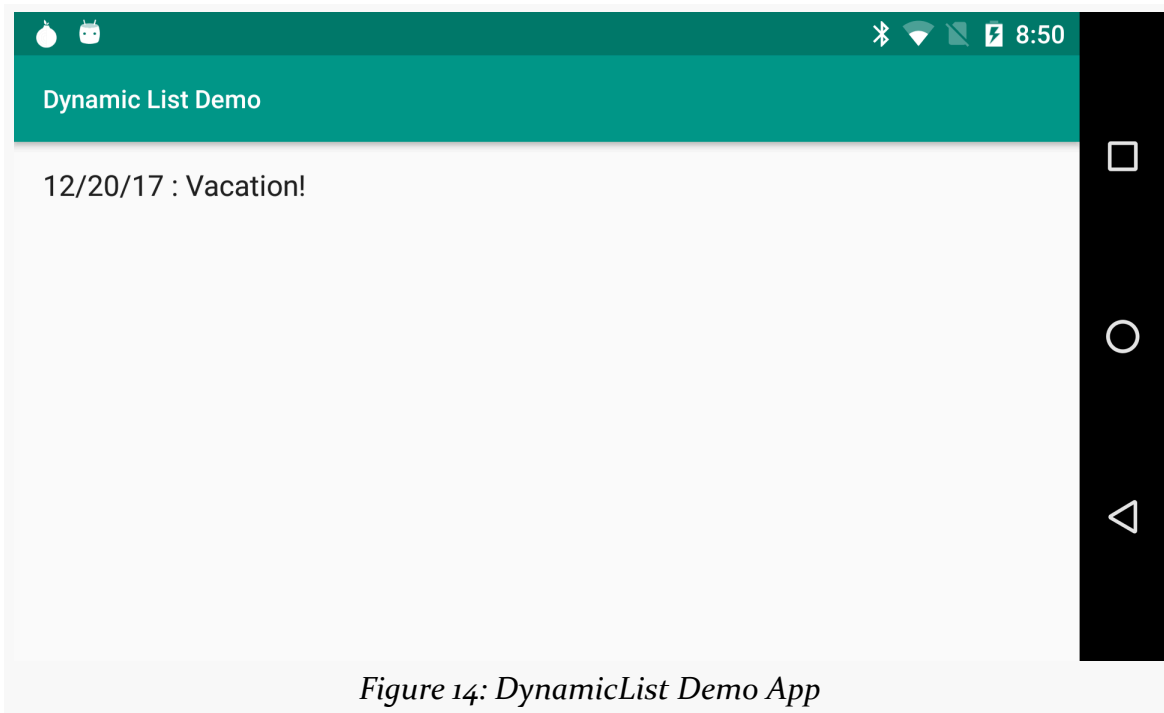 8:50
Dynamic List Demo
12/20/17 : Vacation!
Figure 14: DynamicList Demo App